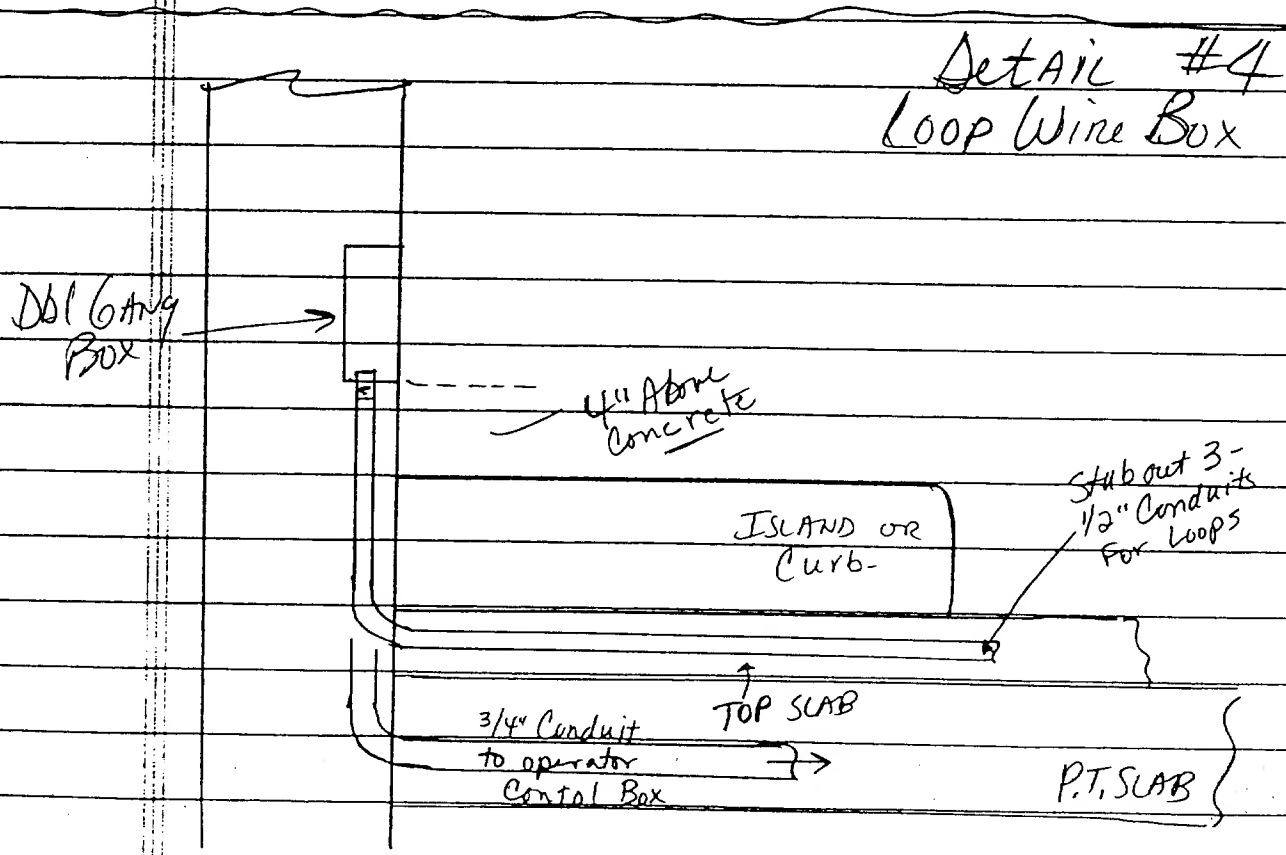 Detail #4
Loop Wire Box
Dbl Gang
Box
4" Above
Concrete
Stub out 3-
1/2" Conduits
For Loops
ISLAND OR
Curb-
TOP SLAB
3/4" Conduit
to operator
Contol Box
P.T. SLAB